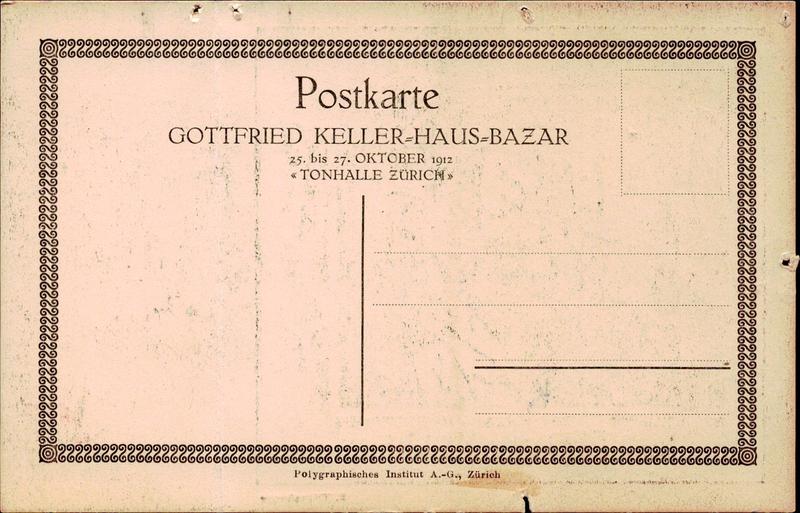 Postkarte
GOTTFRIED KELLER=HAUS=BAZAR
25. bis 27. OKTOBER 1912
«TONHALLE ZÜRICH»
Polygraphisches Institut A.-G., Zürich